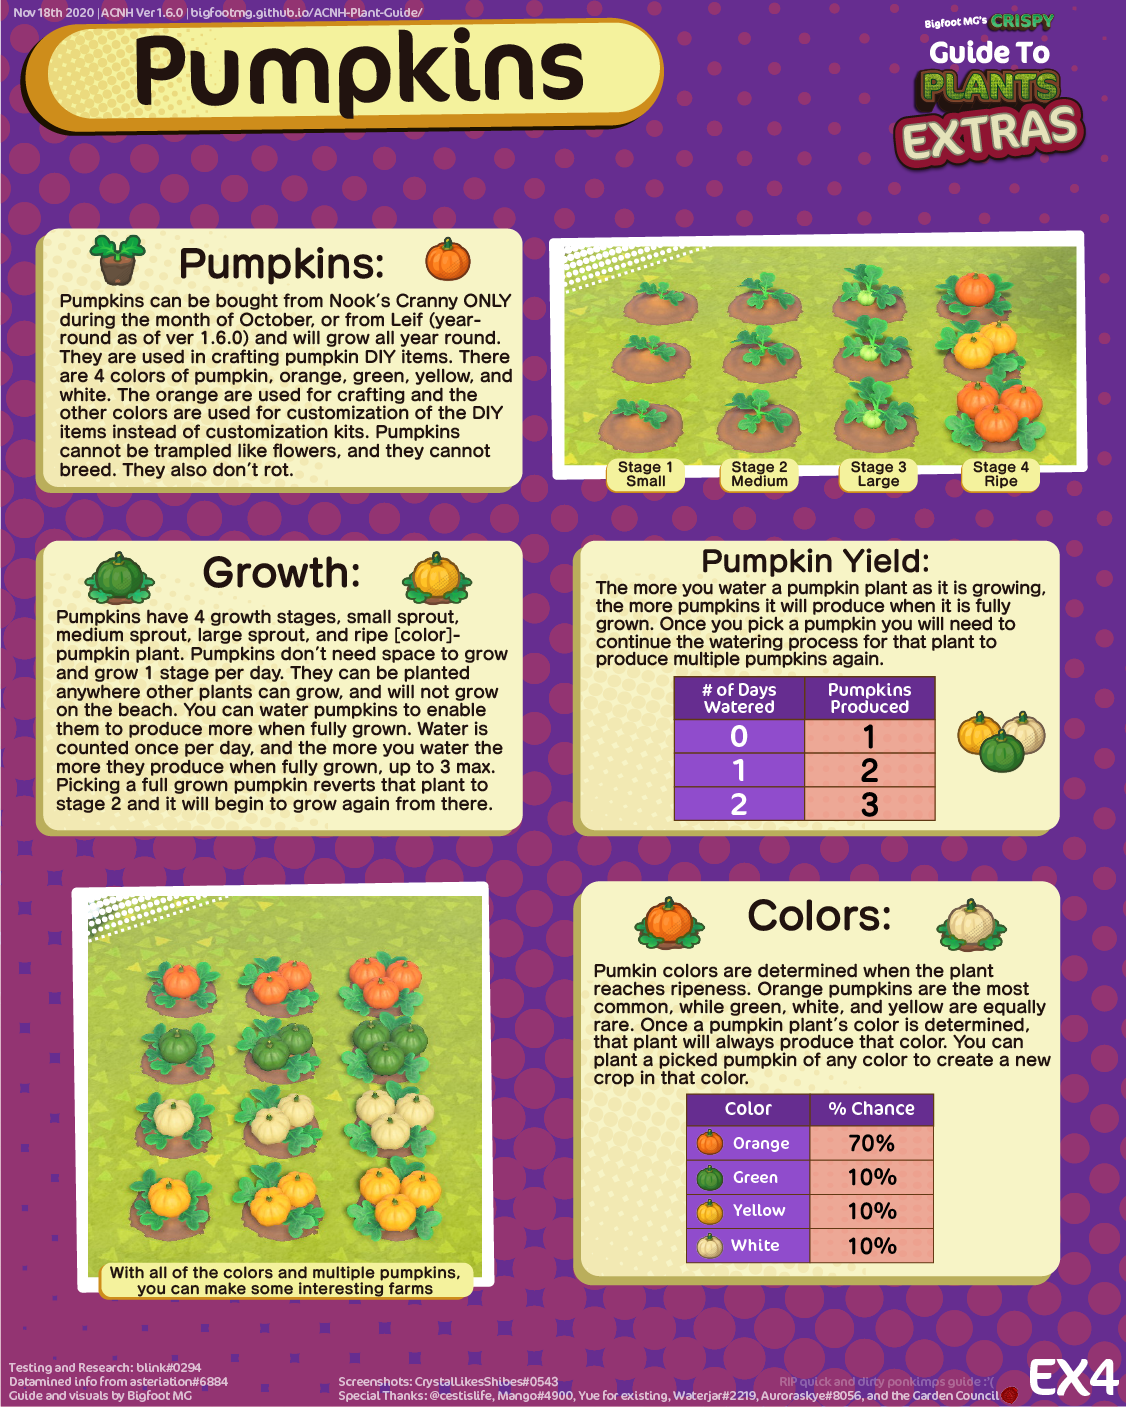 Nov 18th 2020 | ACNH Ver 1.6.0 | bigfootmg.github.io/ACNH-Plant-Guide/
Pumpkins
Bigfoot MG's CRISPY
Guide To
PLANTS
EXTRAS
Pumpkins:
Pumpkins can be bought from Nook's Cranny ONLY
during the month of October, or from Leif (year-
round as of ver 1.6.0) and will grow all year round.
They are used in crafting pumpkin DIY items. There
are 4 colors of pumpkin, orange, green, yellow, and
white. The orange are used for crafting and the
other colors are used for customization of the DIY
items instead of customization kits. Pumpkins
cannot be trampled like flowers, and they cannot
breed. They also don't rot.
Stage 1
Small
Stage 2
Medium
Stage 3
Large
Stage 4
Ripe
Growth:
Pumpkins have 4 growth stages, small sprout,
medium sprout, large sprout, and ripe [color]-
pumpkin plant. Pumpkins don't need space to grow
and grow 1 stage per day. They can be planted
anywhere other plants can grow, and will not grow
on the beach. You can water pumpkins to enable
them to produce more when fully grown. Water is
counted once per day, and the more you water the
more they produce when fully grown, up to 3 max.
Picking a full grown pumpkin reverts that plant to
stage 2 and it will begin to grow again from there.
Pumpkin Yield:
The more you water a pumpkin plant as it is growing,
the more pumpkins it will produce when it is fully
grown. Once you pick a pumpkin you will need to
continue the watering process for that plant to
produce multiple pumpkins again.
# of Days Watered Pumpkins Produced
0 1
1 2
2 3
With all of the colors and multiple pumpkins,
you can make some interesting farms
Colors:
Pumkin colors are determined when the plant
reaches ripeness. Orange pumpkins are the most
common, while green, white, and yellow are equally
rare. Once a pumpkin plant's color is determined,
that plant will always produce that color. You can
plant a picked pumpkin of any color to create a new
crop in that color.
Color % Chance
Orange 70%
Green 10%
Yellow 10%
White 10%
Testing and Research: blink#0294
Datamined info from asteriation#6884
Guide and visuals by Bigfoot MG
Screenshots: CrystalLikesShibes#0543
Special Thanks: @cestislife, Mango#4900, Yue for existing, Waterjar#2219, Auroraskye#8056, and the Garden Council
RIP quick and dirty ponkimps guide :'(
EX4